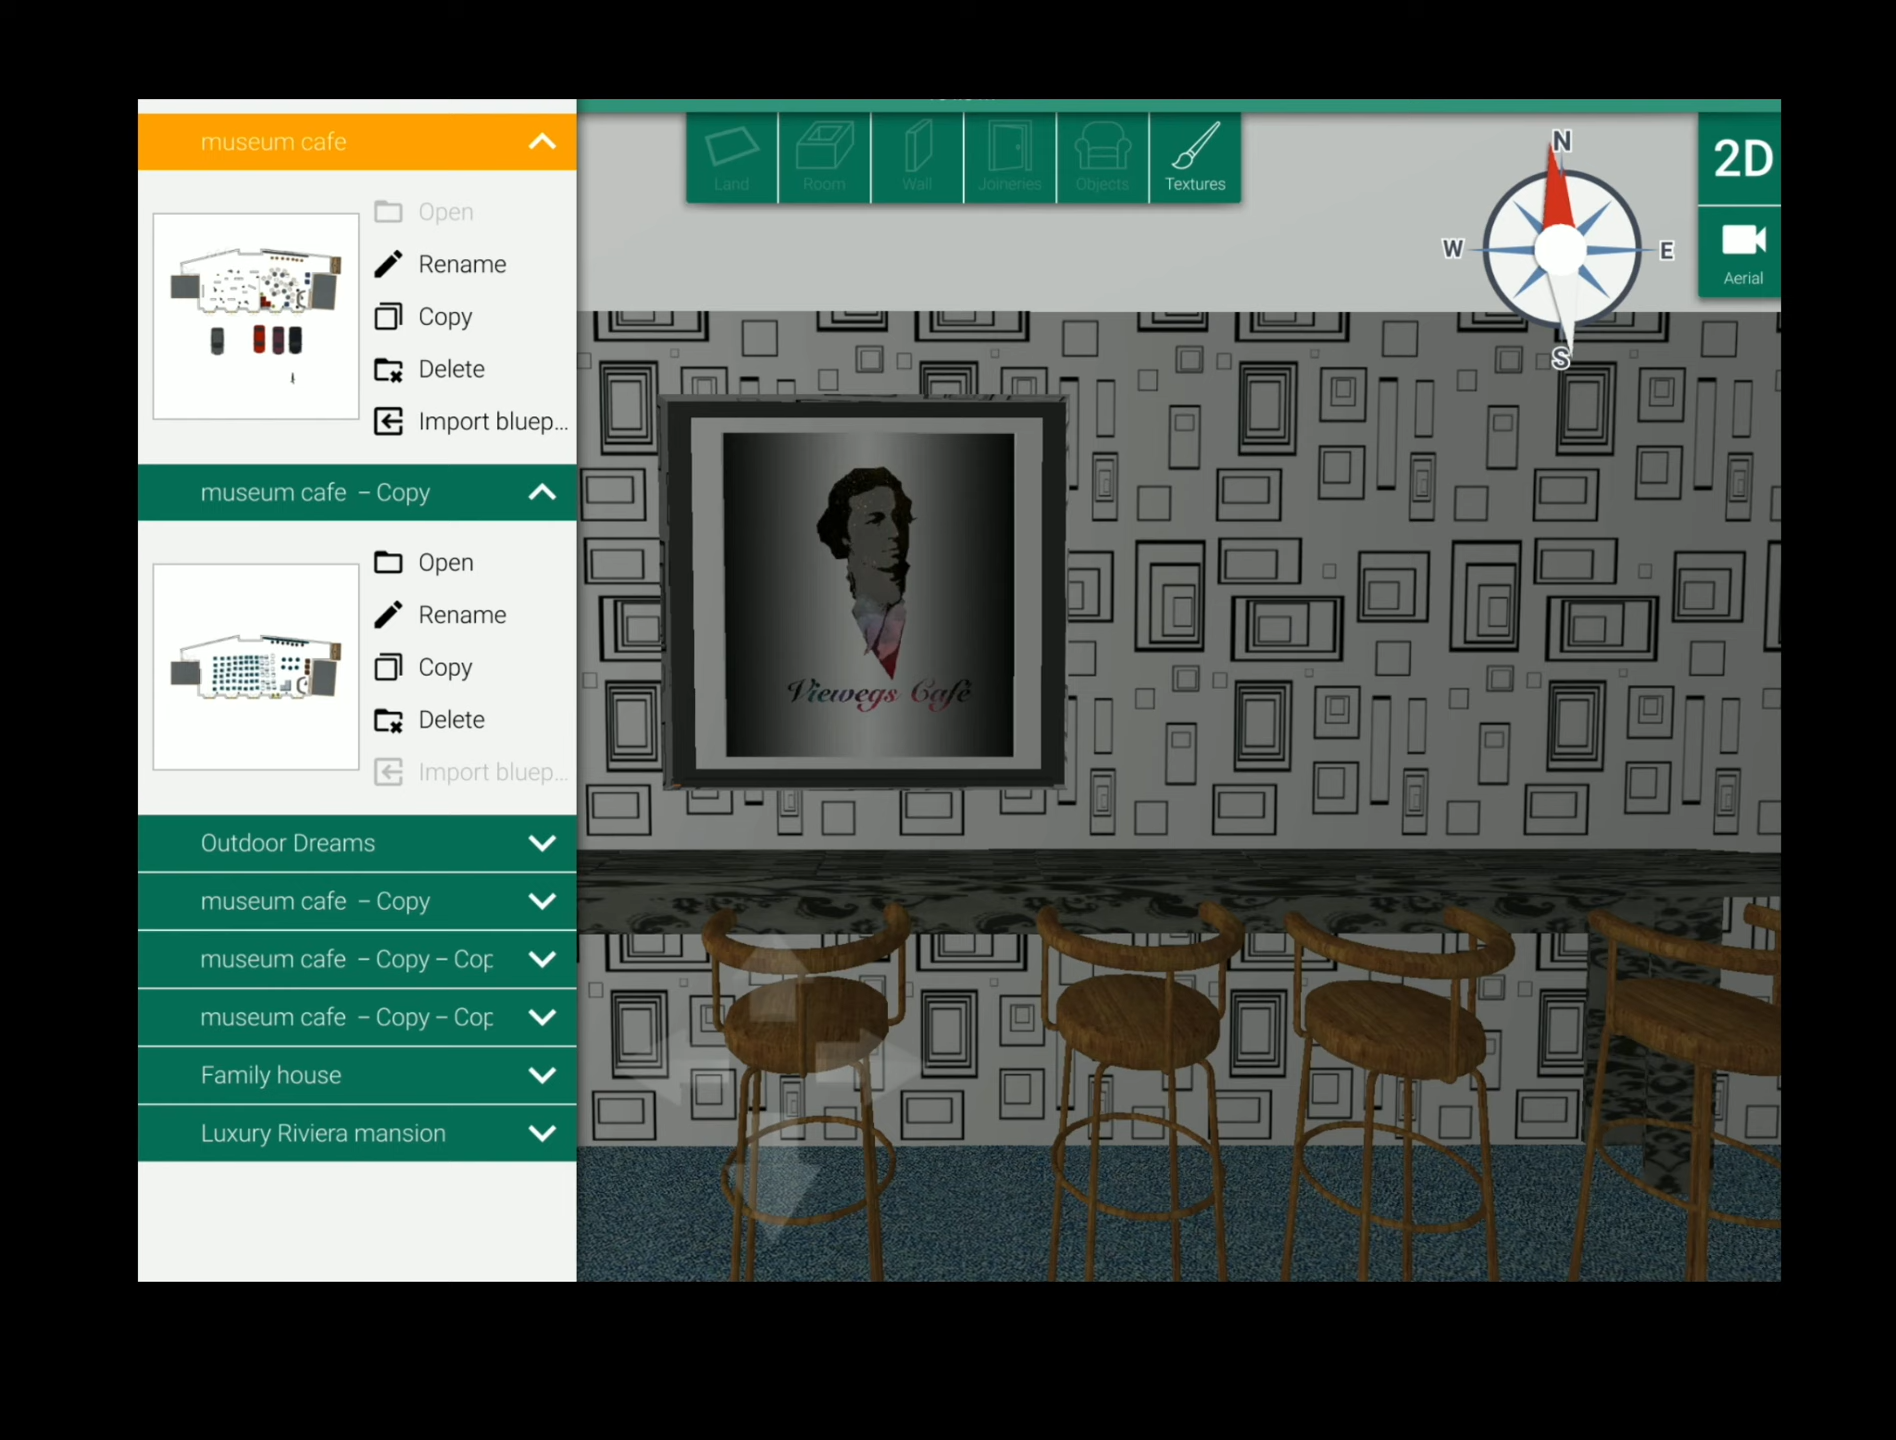 museum cafe
Open
Rename
Copy
Delete
Import bluep...
museum cafe – Copy
Open
Rename
Copy
Delete
Import bluep...
Outdoor Dreams
museum cafe – Copy
museum cafe – Copy – Cop
museum cafe – Copy – Cop
Family house
Luxury Riviera mansion
Land
Room
Wall
Joineries
Objects
Textures
N
W
E
S
2D
Aerial
Viewegs Café